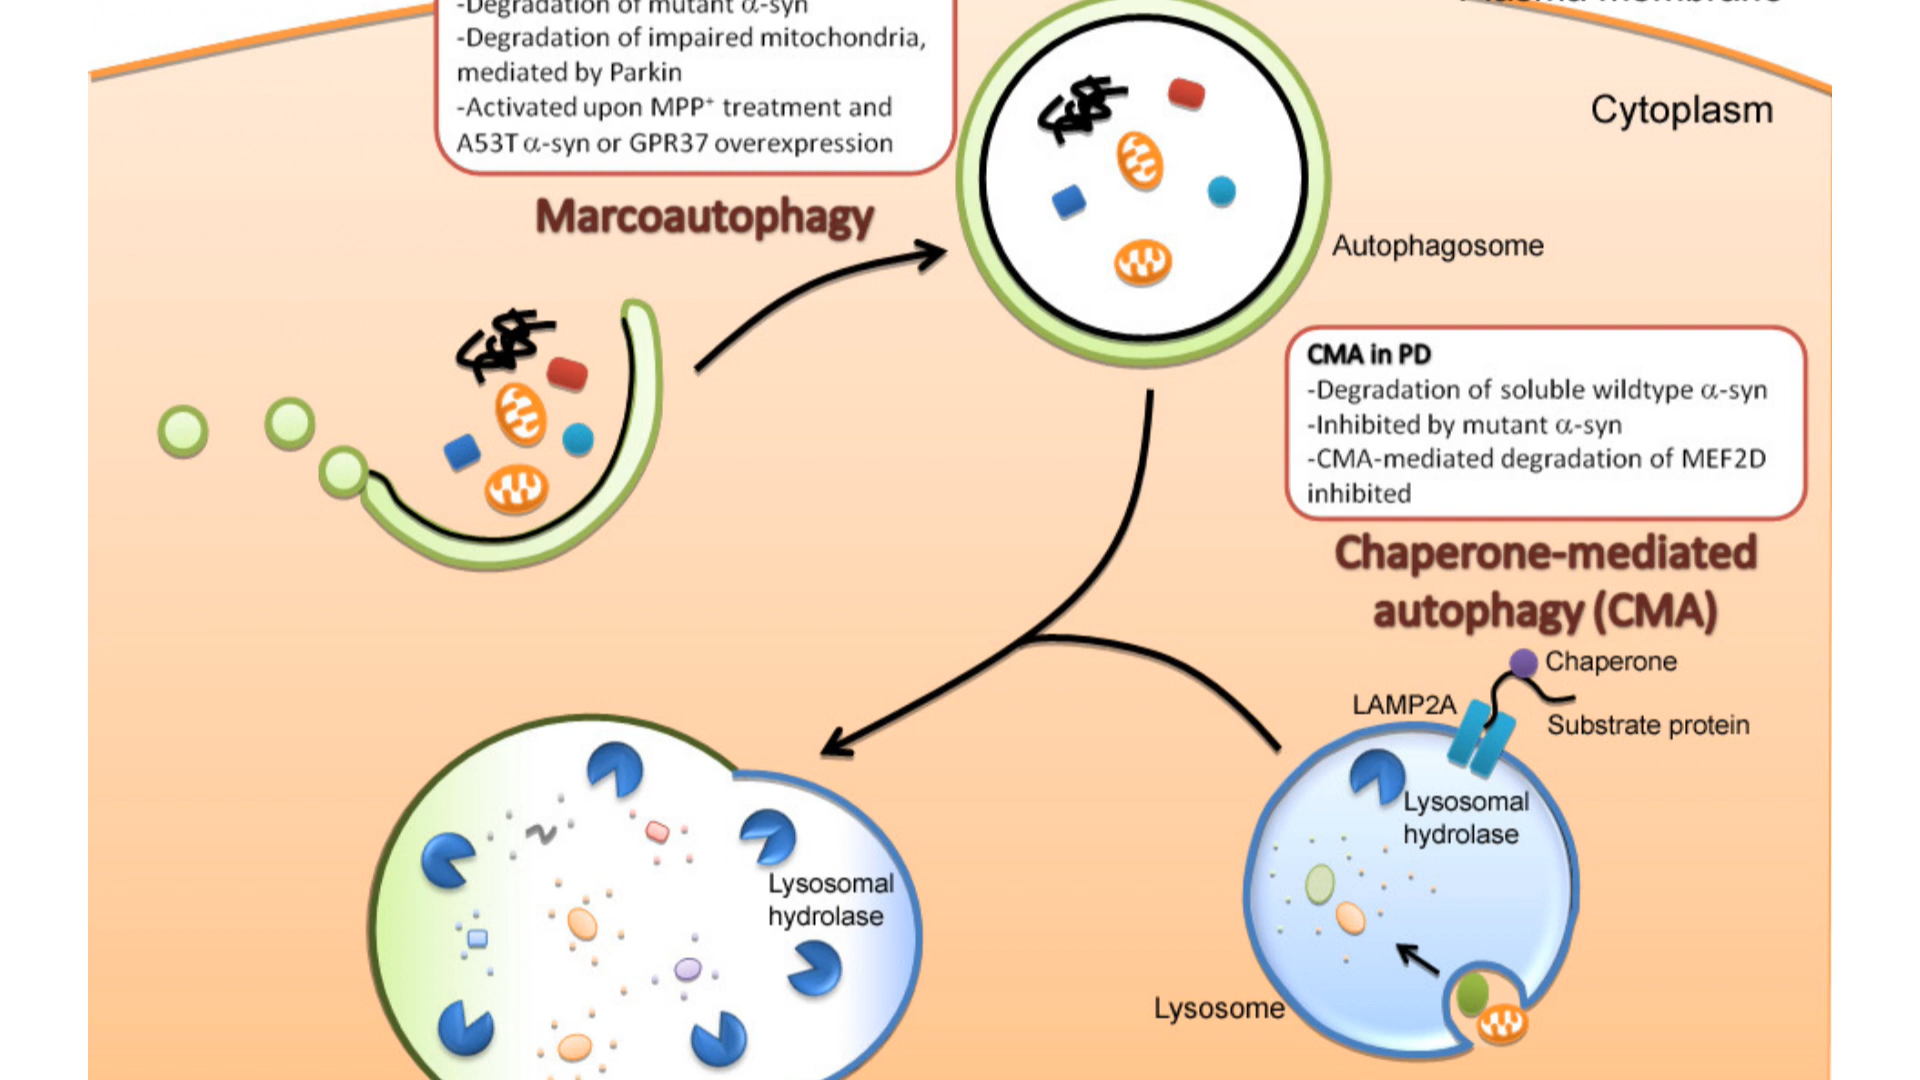 -Degradation of mutant α-syn
-Degradation of impaired mitochondria,
mediated by Parkin
-Activated upon MPP⁺ treatment and
A53T α-syn or GPR37 overexpression
Marcoautophagy
Plasma membrane
Cytoplasm
Autophagosome
CMA in PD
-Degradation of soluble wildtype α-syn
-Inhibited by mutant α-syn
-CMA-mediated degradation of MEF2D
inhibited
Chaperone-mediated
autophagy (CMA)
Chaperone
LAMP2A
Substrate protein
Lysosomal
hydrolase
Lysosomal
hydrolase
Lysosome